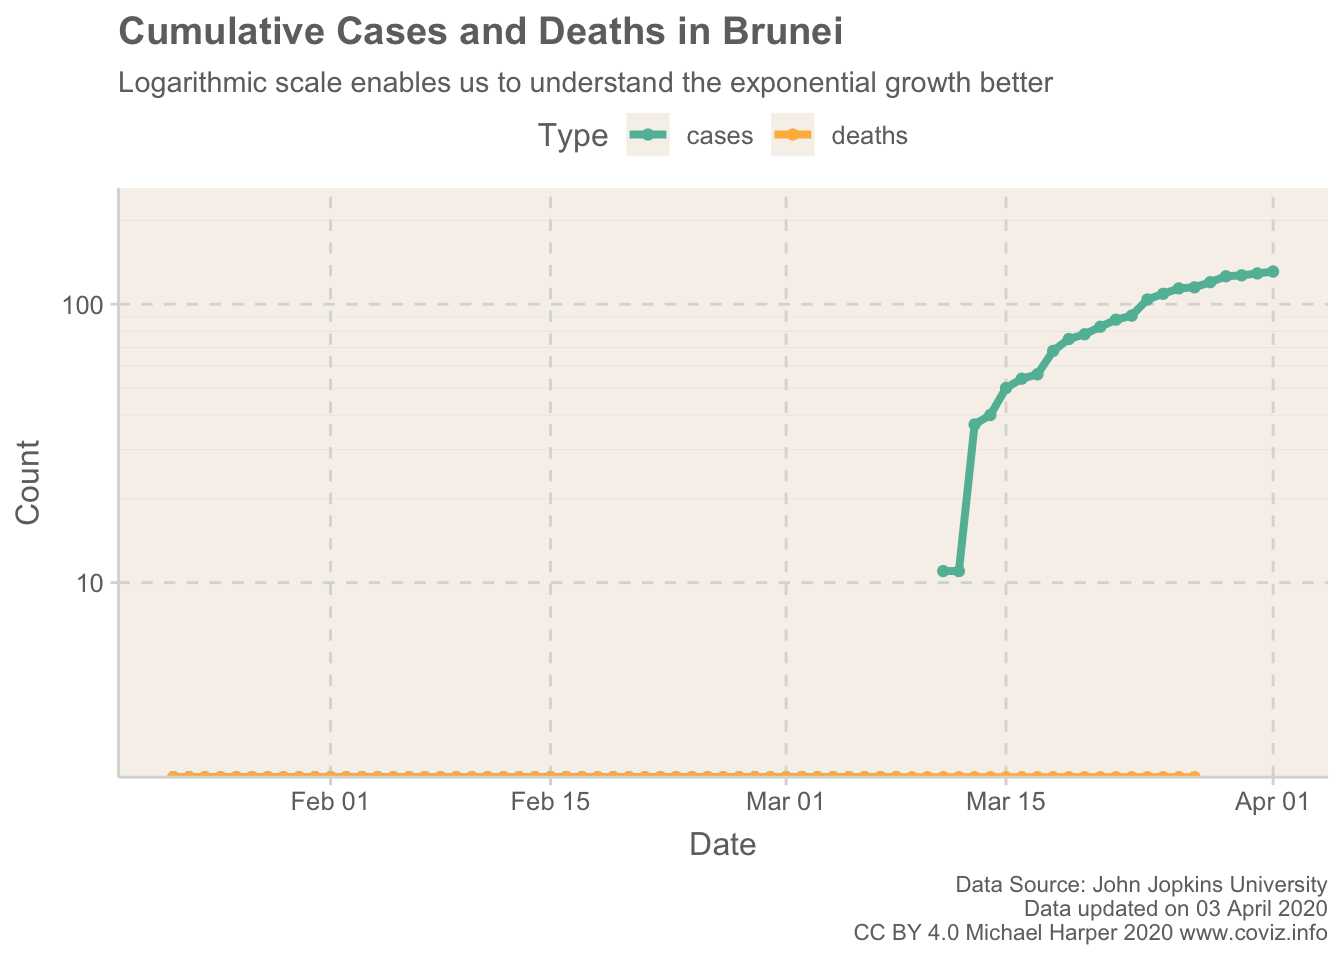 Cumulative Cases and Deaths in Brunei
Logarithmic scale enables us to understand the exponential growth better
Type cases deaths
Count
100
10
Feb 01 Feb 15 Mar 01 Mar 15 Apr 01
Date
Data Source: John Jopkins University
Data updated on 03 April 2020
CC BY 4.0 Michael Harper 2020 www.coviz.info